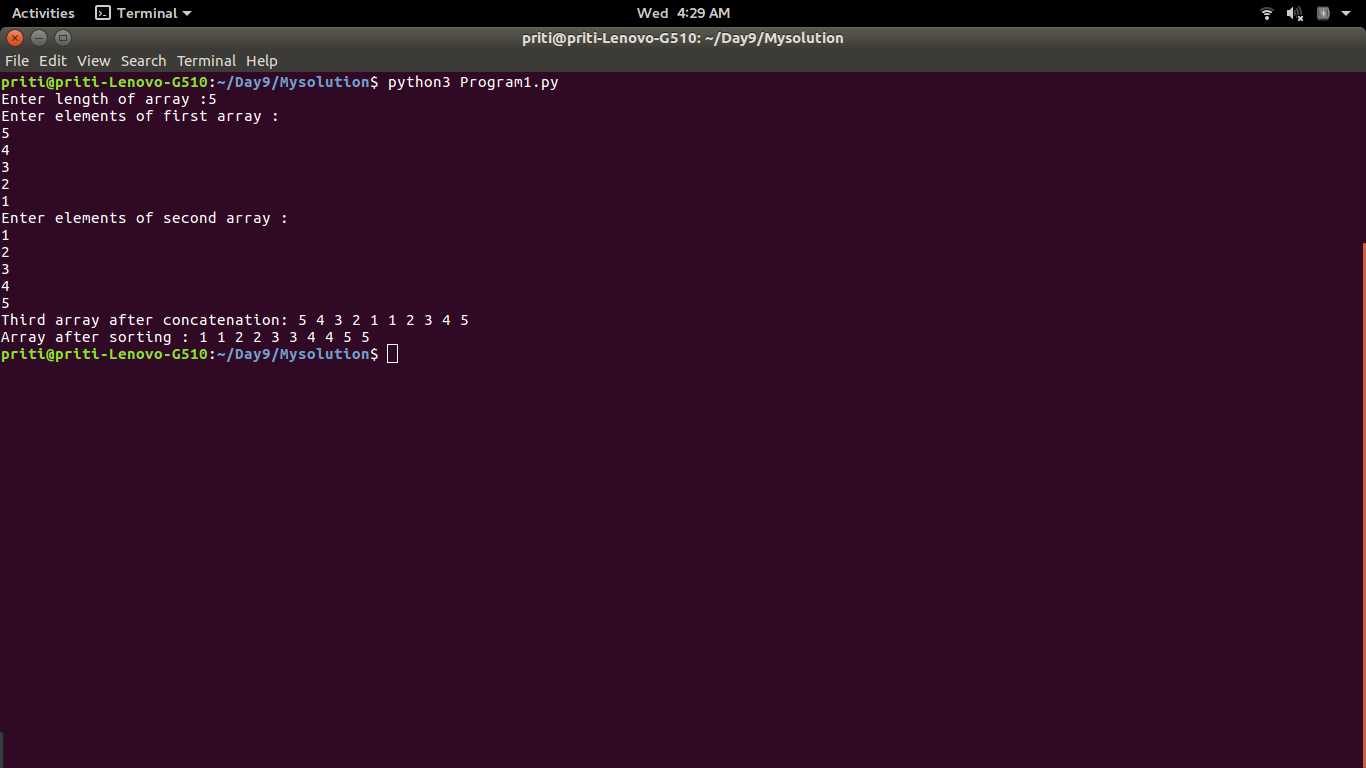 Activities Terminal Wed 4:29 AM
priti@priti-Lenovo-G510: ~/Day9/Mysolution
File Edit View Search Terminal Help
priti@priti-Lenovo-G510:~/Day9/Mysolution$ python3 Program1.py
Enter length of array :5
Enter elements of first array :
5
4
3
2
1
Enter elements of second array :
1
2
3
4
5
Third array after concatenation: 5 4 3 2 1 1 2 3 4 5
Array after sorting : 1 1 2 2 3 3 4 4 5 5
priti@priti-Lenovo-G510:~/Day9/Mysolution$